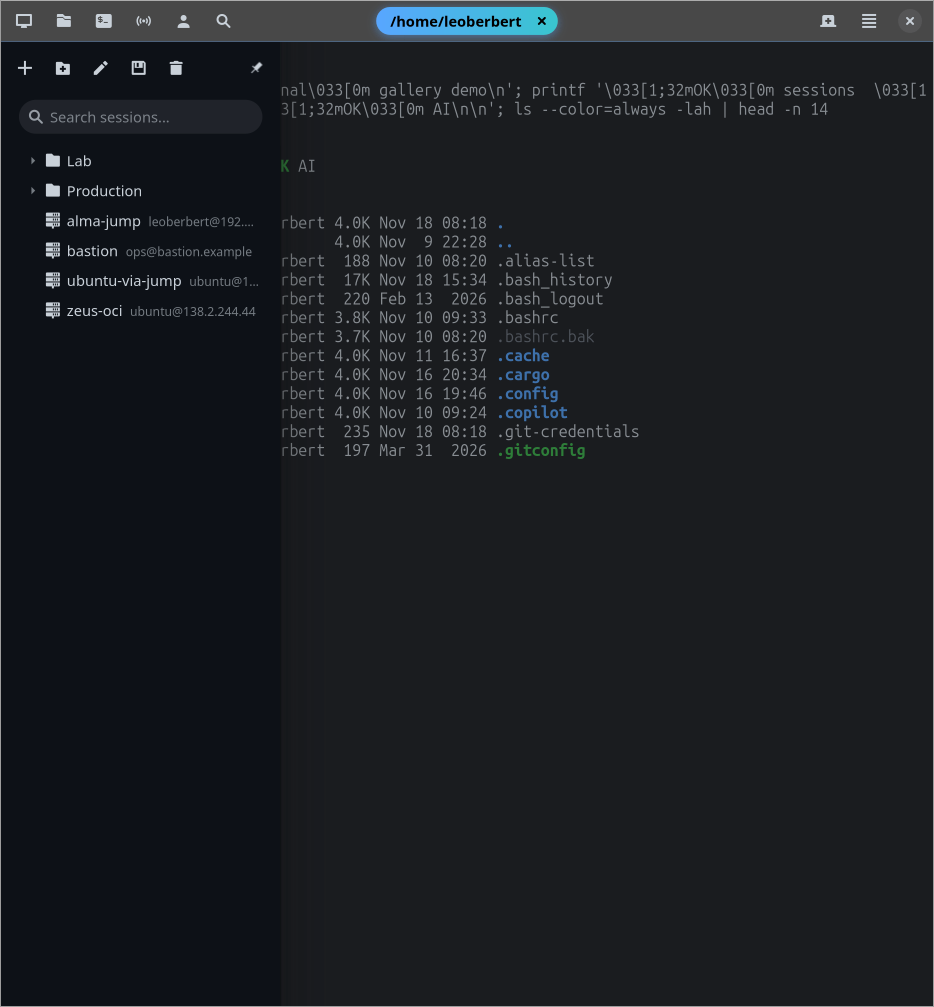 /home/leoberbert
Search sessions...
Lab
Production
alma-jump leoberbert@192....
bastion ops@bastion.example
ubuntu-via-jump ubuntu@1...
zeus-oci ubuntu@138.2.244.44
nal\033[0m gallery demo\n'; printf '\033[1;32mOK\033[0m sessions  \033[1
3[1;32mOK\033[0m AI\n\n'; ls --color=always -lah | head -n 14
K AI
rbert 4.0K Nov 18 08:18 .
4.0K Nov  9 22:28 ..
rbert  188 Nov 10 08:20 .alias-list
rbert  17K Nov 18 15:34 .bash_history
rbert  220 Feb 13  2026 .bash_logout
rbert 3.8K Nov 10 09:33 .bashrc
rbert 3.7K Nov 10 08:20 .bashrc.bak
rbert 4.0K Nov 11 16:37 .cache
rbert 4.0K Nov 16 20:34 .cargo
rbert 4.0K Nov 16 19:46 .config
rbert 4.0K Nov 10 09:24 .copilot
rbert  235 Nov 18 08:18 .git-credentials
rbert  197 Mar 31  2026 .gitconfig